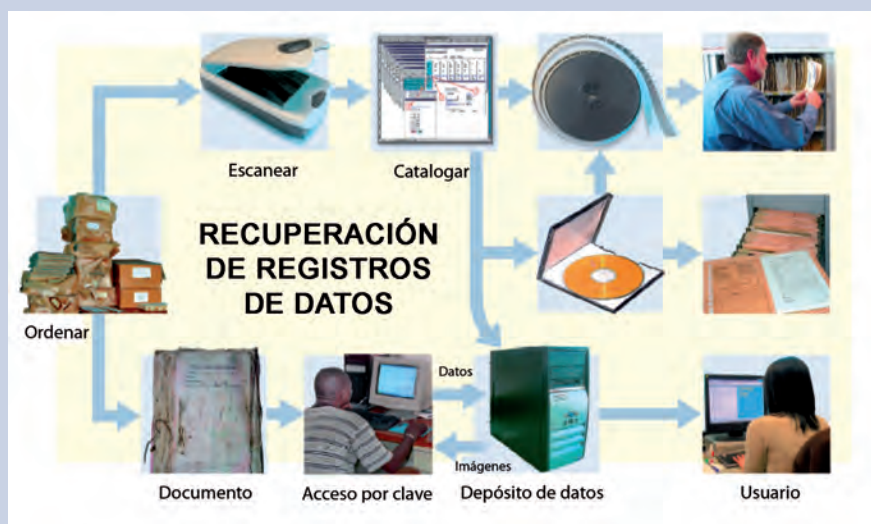 Escanear
Catalogar
RECUPERACIÓN
DE REGISTROS
DE DATOS
Ordenar
Datos
Imágenes
Documento
Acceso por clave
Depósito de datos
Usuario